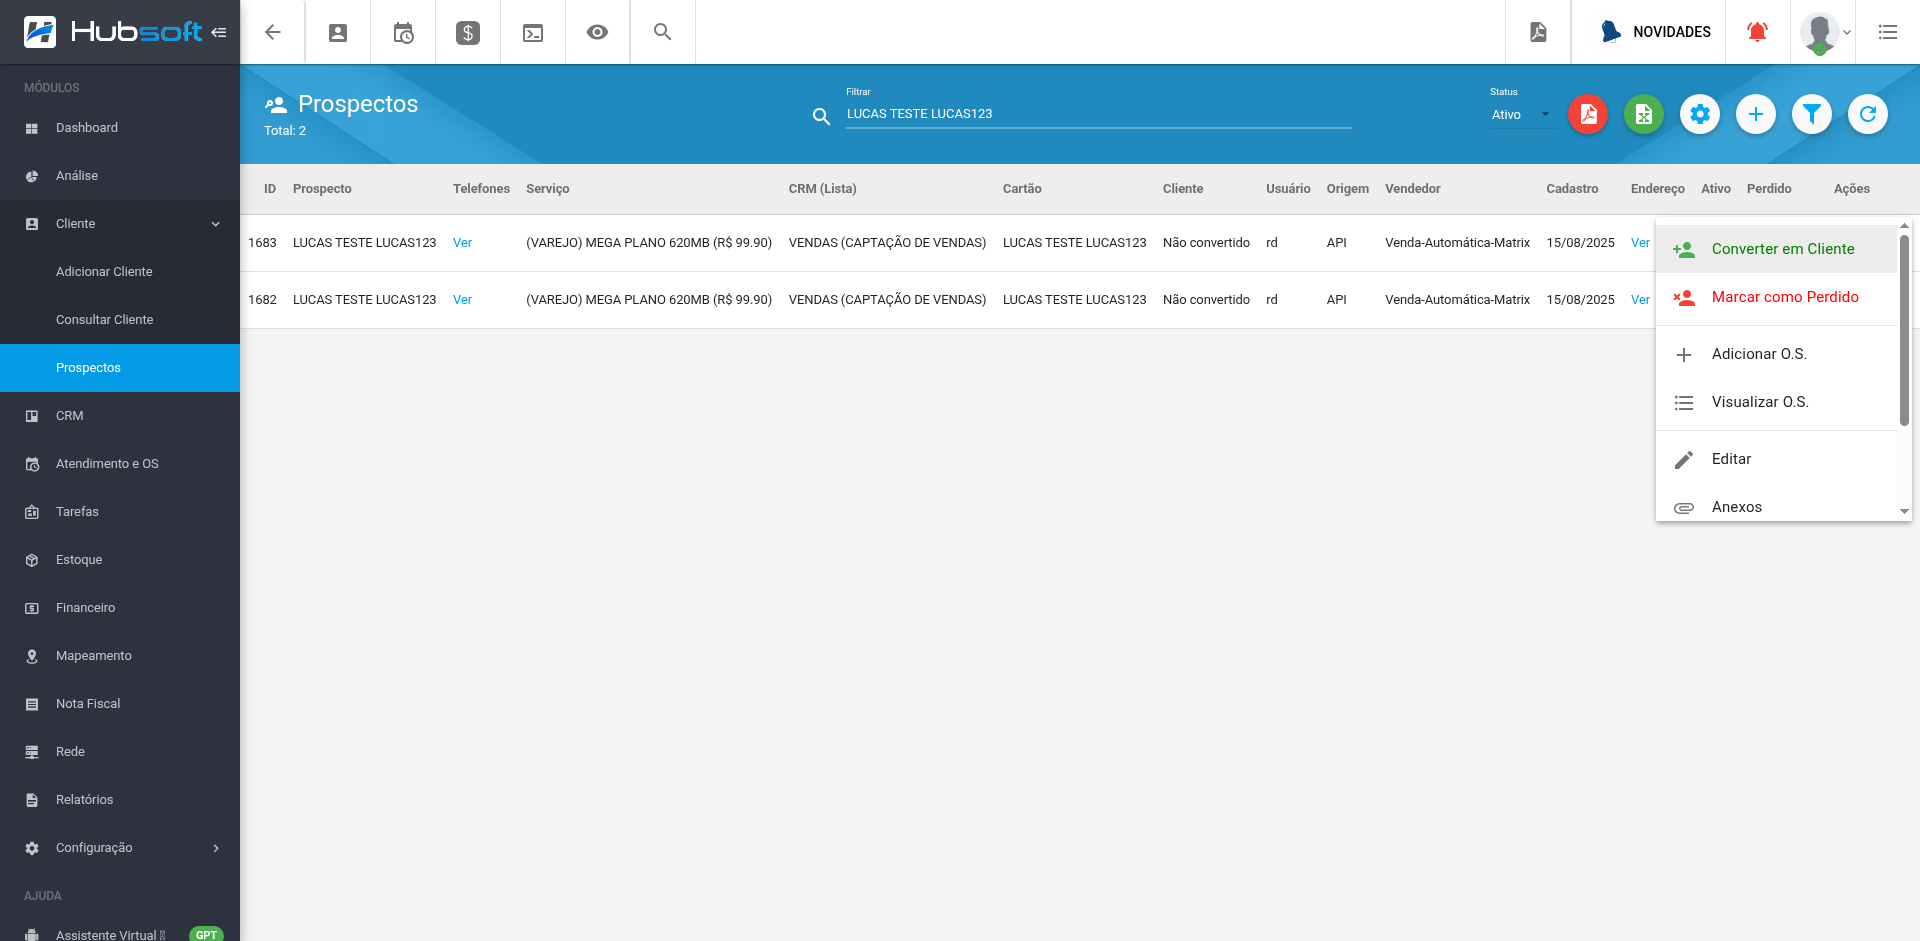 Hubsoft
NOVIDADES
MÓDULOS
Dashboard
Análise
Cliente
Adicionar Cliente
Consultar Cliente
Prospectos
CRM
Atendimento e OS
Tarefas
Estoque
Financeiro
Mapeamento
Nota Fiscal
Rede
Relatórios
Configuração
AJUDA
Assistente Virtual
GPT
Prospectos
Total: 2
Filtrar
LUCAS TESTE LUCAS123
Status
Ativo
ID Prospecto Telefones Serviço CRM (Lista) Cartão Cliente Usuário Origem Vendedor Cadastro Endereço Ativo Perdido Ações
1683 LUCAS TESTE LUCAS123 Ver (VAREJO) MEGA PLANO 620MB (R$ 99.90) VENDAS (CAPTAÇÃO DE VENDAS) LUCAS TESTE LUCAS123 Não convertido rd API Venda-Automática-Matrix 15/08/2025 Ver
1682 LUCAS TESTE LUCAS123 Ver (VAREJO) MEGA PLANO 620MB (R$ 99.90) VENDAS (CAPTAÇÃO DE VENDAS) LUCAS TESTE LUCAS123 Não convertido rd API Venda-Automática-Matrix 15/08/2025 Ver
Converter em Cliente
Marcar como Perdido
Adicionar O.S.
Visualizar O.S.
Editar
Anexos